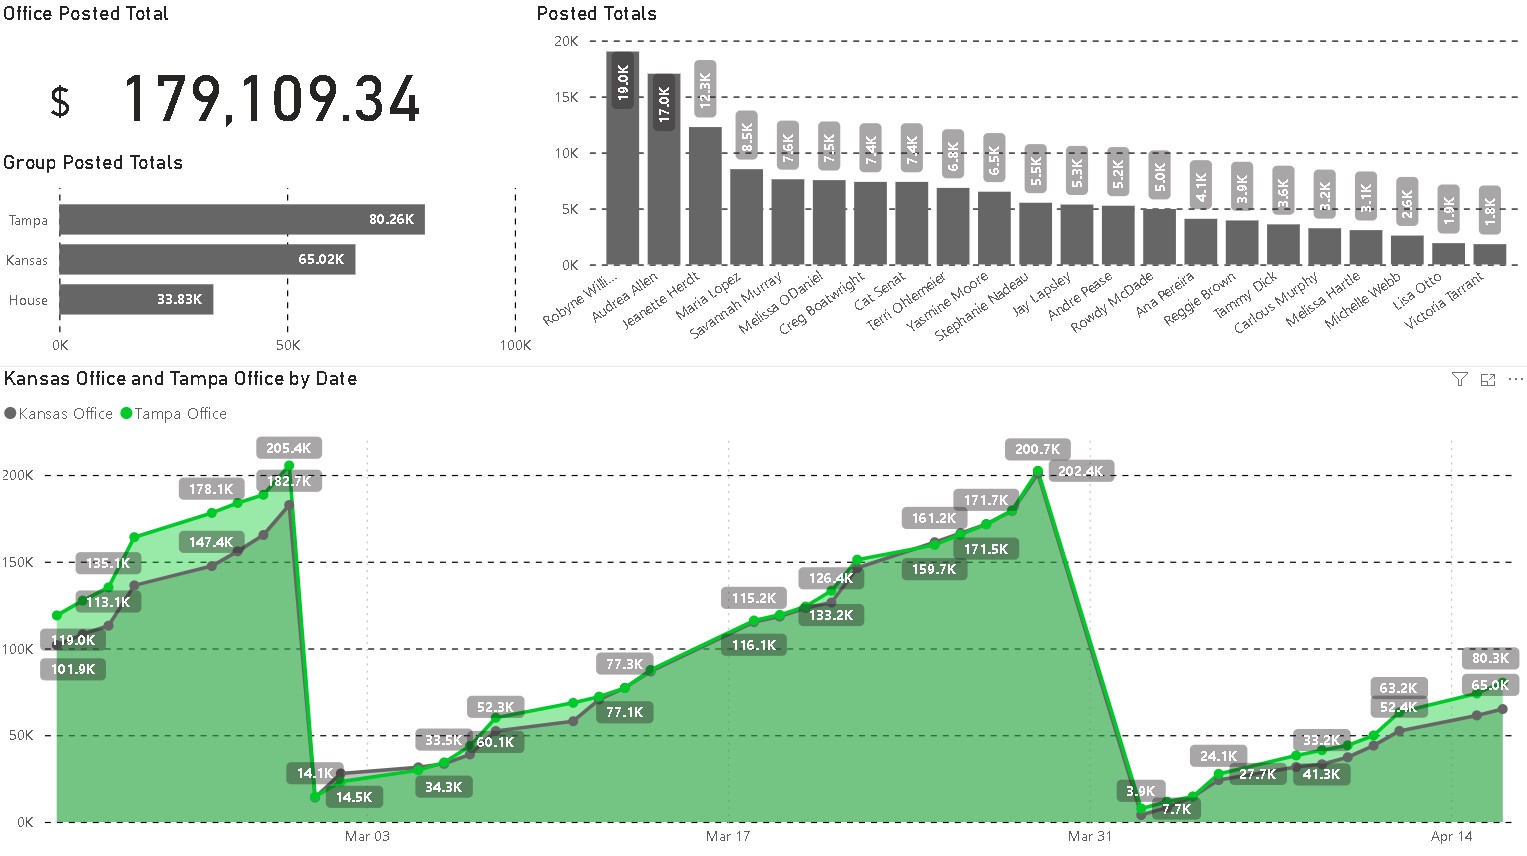 Office Posted Total
$ 179,109.34
Group Posted Totals
Tampa 80.26K
Kansas 65.02K
House 33.83K
0K 50K 100K
Posted Totals
20K
15K
10K
5K
0K
19.0K 17.0K 12.3K 8.5K 7.6K 7.5K 7.4K 7.4K 6.8K 6.5K 5.5K 5.3K 5.2K 5.0K 4.1K 3.9K 3.6K 3.2K 3.1K 2.6K 1.9K 1.8K
Robyne Willi...
Audrea Allen
Jeanette Herdt
Maria Lopez
Savannah Murray
Melissa ODaniel
Creg Boatwright
Cat Senat
Terri Ohlemeier
Yasmine Moore
Stephanie Nadeau
Jay Lapsley
Andre Pease
Rowdy McDade
Ana Pereira
Reggie Brown
Tammy Dick
Carlous Murphy
Melissa Hartle
Michelle Webb
Lisa Otto
Victoria Tarrant
Kansas Office and Tampa Office by Date
Kansas Office Tampa Office
200K
150K
100K
50K
0K
119.0K
101.9K
135.1K
113.1K
178.1K
147.4K
205.4K
182.7K
14.1K
14.5K
33.5K
34.3K
52.3K
60.1K
77.3K
77.1K
115.2K
116.1K
126.4K
133.2K
161.2K
159.7K
171.7K
171.5K
200.7K
202.4K
3.9K
7.7K
24.1K
27.7K
33.2K
41.3K
63.2K
52.4K
80.3K
65.0K
Mar 03 Mar 17 Mar 31 Apr 14